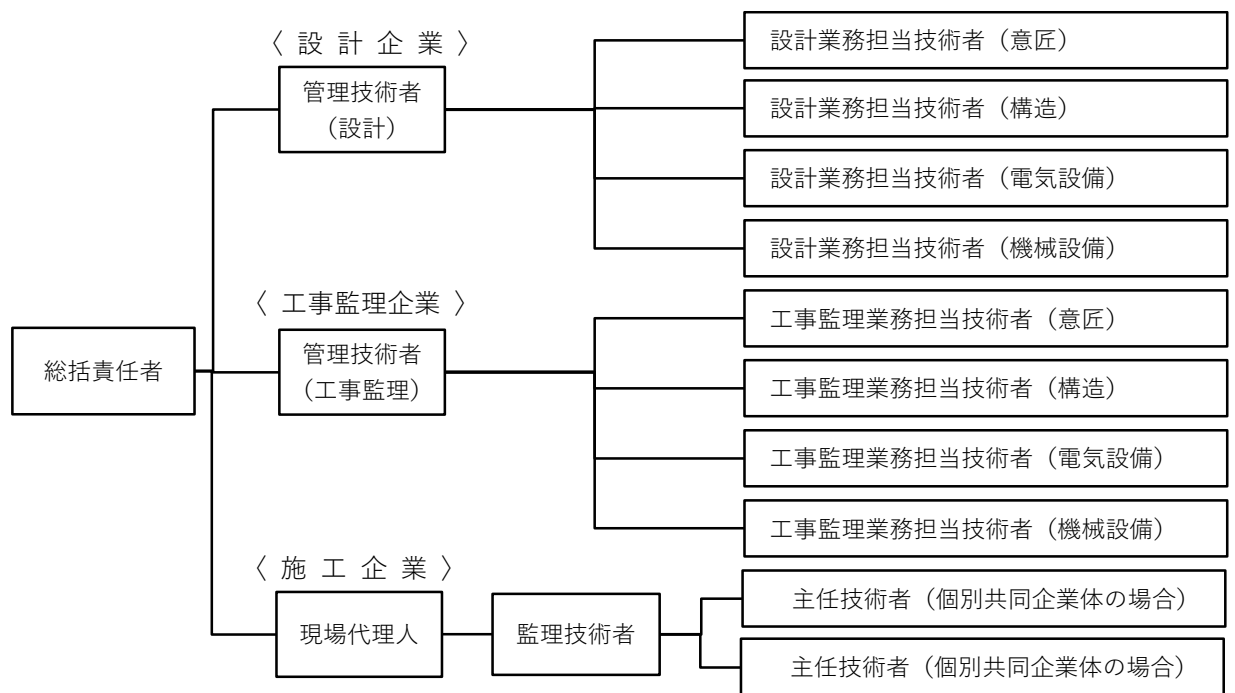 〈 設 計 企 業 〉
管理技術者
（設計）
設計業務担当技術者（意匠）
設計業務担当技術者（構造）
設計業務担当技術者（電気設備）
設計業務担当技術者（機械設備）
総括責任者
〈 工事監理企業 〉
管理技術者
（工事監理）
工事監理業務担当技術者（意匠）
工事監理業務担当技術者（構造）
工事監理業務担当技術者（電気設備）
工事監理業務担当技術者（機械設備）
〈 施 工 企 業 〉
現場代理人
監理技術者
主任技術者（個別共同企業体の場合）
主任技術者（個別共同企業体の場合）